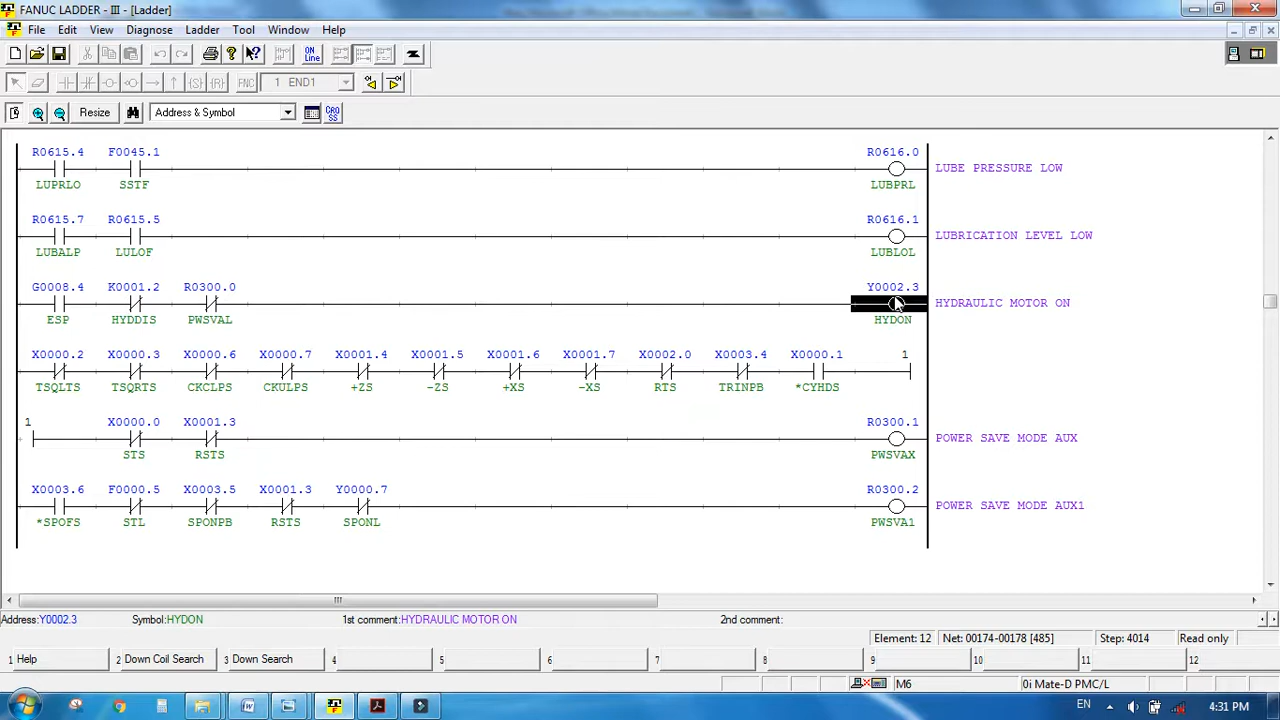 FANUC LADDER - III - [Ladder]
File Edit View Diagnose Ladder Tool Window Help
ON LINE
{S} {R} FNC 1 END1
Resize Address & Symbol CRO SS
R0615.4 F0045.1 R0616.0
LUBE PRESSURE LOW
LUPRLO SSTF LUBPRL
R0615.7 R0615.5 R0616.1
LUBRICATION LEVEL LOW
LUBALP LULOF LUBLOL
G0008.4 K0001.2 R0300.0 Y0002.3
HYDRAULIC MOTOR ON
ESP HYDDIS PWSVAL HYDON
X0000.2 X0000.3 X0000.6 X0000.7 X0001.4 X0001.5 X0001.6 X0001.7 X0002.0 X0003.4 X0000.1 1
TSQLTS TSQRTS CKCLPS CKULPS +ZS -ZS +XS -XS RTS TRINPB *CYHDS
1 X0000.0 X0001.3 R0300.1
POWER SAVE MODE AUX
STS RSTS PWSVAX
X0003.6 F0000.5 X0003.5 X0001.3 Y0000.7 R0300.2
POWER SAVE MODE AUX1
*SPOFS STL SPONPB RSTS SPONL PWSVA1
Address:Y0002.3 Symbol:HYDON 1st comment:HYDRAULIC MOTOR ON 2nd comment:
Element: 12 Net: 00174-00178 [485] Step: 4014 Read only
1 Help 2 Down Coil Search 3 Down Search 4 5 6 7 8 9 10 11 12
M6 0i Mate-D PMC/L
EN 4:31 PM